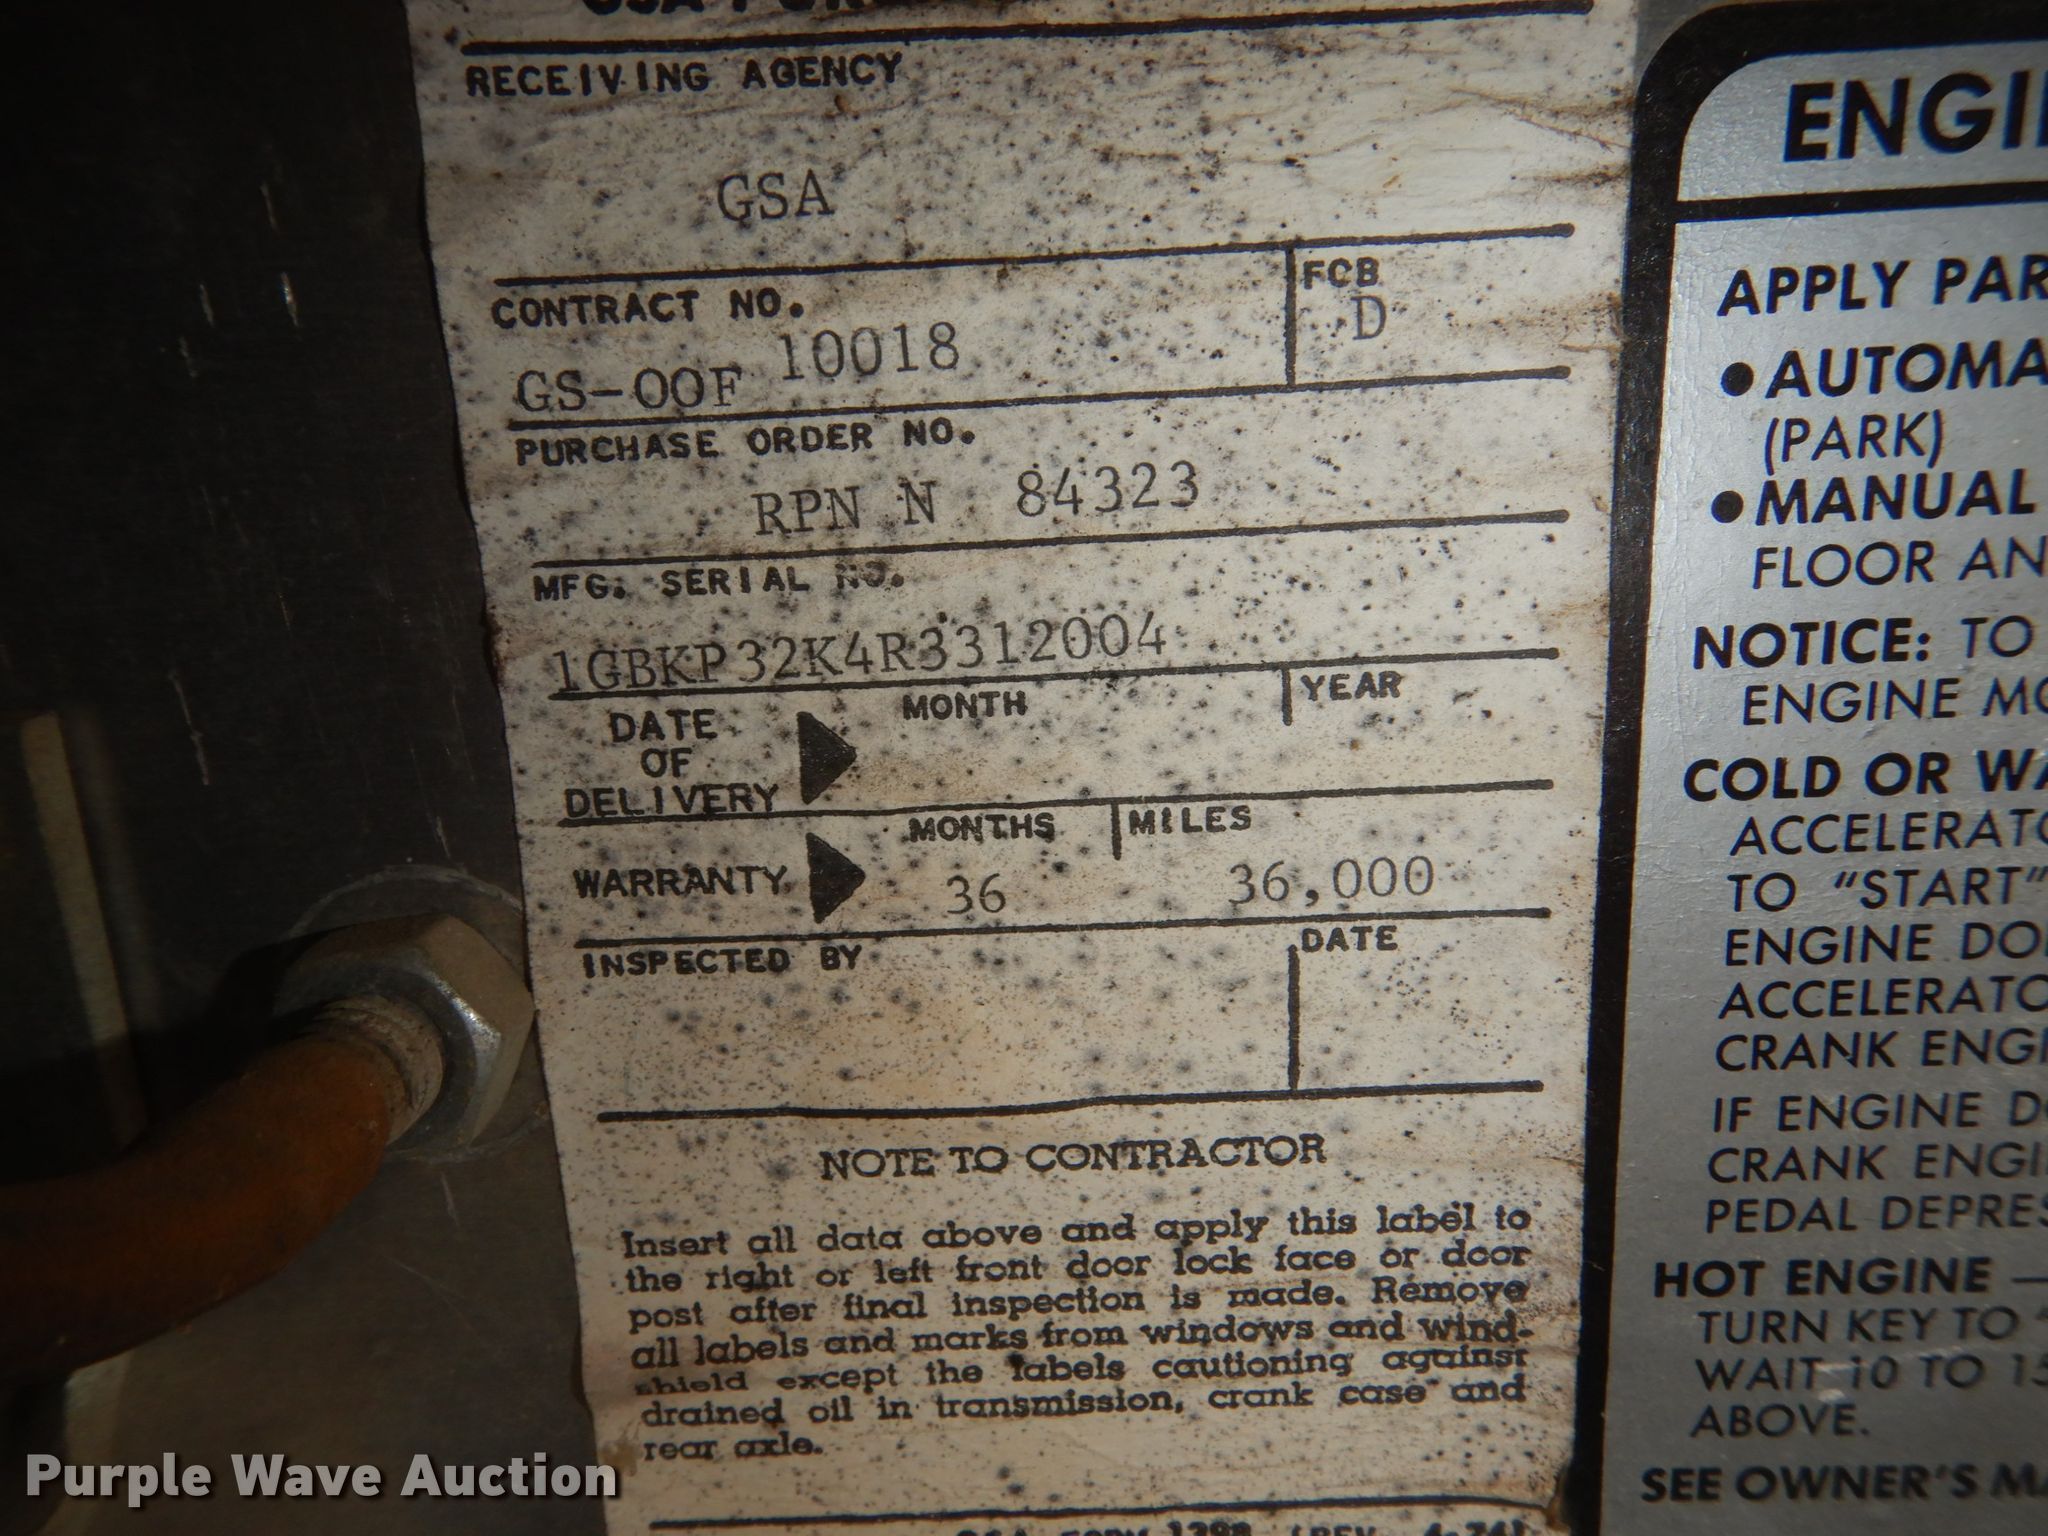 RECEIVING AGENCY
GSA
CONTRACT NO.
FCB
D
GS-00F 10018
PURCHASE ORDER NO.
RPN N 84323
MFG. SERIAL NO.
1GBKP32K4R3312004
DATE OF DELIVERY
MONTH
YEAR
WARRANTY
MONTHS
MILES
36
36,000
INSPECTED BY
DATE
NOTE TO CONTRACTOR
Insert all data above and apply this label to
the right or left front door lock face or door
post after final inspection is made. Remove
all labels and marks from windows and wind-
shield except the labels cautioning against
drained oil in transmission, crank case and
rear axle.
ENGI
APPLY PAR
• AUTOMA
(PARK)
• MANUAL
FLOOR AN
NOTICE: TO
ENGINE MO
COLD OR WA
ACCELERATO
TO "START"
ENGINE DO
ACCELERATO
CRANK ENGI
IF ENGINE D
CRANK ENGI
PEDAL DEPRES
HOT ENGINE —
TURN KEY TO "
WAIT 10 TO 15
ABOVE.
SEE OWNER'S MA
Purple Wave Auction